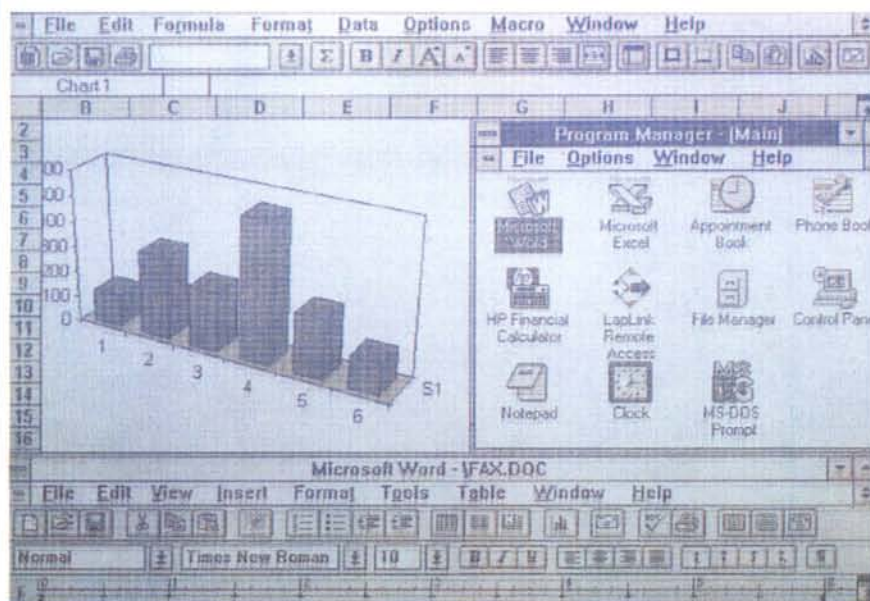 File Edit Formula Format Data Options Macro Window Help
Σ B I A A
Chart1
B C D E F G H I J
2
3
4
5
6
7
8
9
10
11
12
13
14
15
16
00
00
00
300
200
100
0
1 2 3 4 5 6 S1
Program Manager - [Main]
File Options Window Help
Microsoft Word
Microsoft Excel
Appointment Book
Phone Book
HP Financial Calculator
LapLink Remote Access
File Manager
Control Pan
Notepad
Clock
MS-DOS Prompt
Microsoft Word - \FAX.DOC
File Edit View Insert Format Tools Table Window Help
Normal Times New Roman 10 B I U ¶